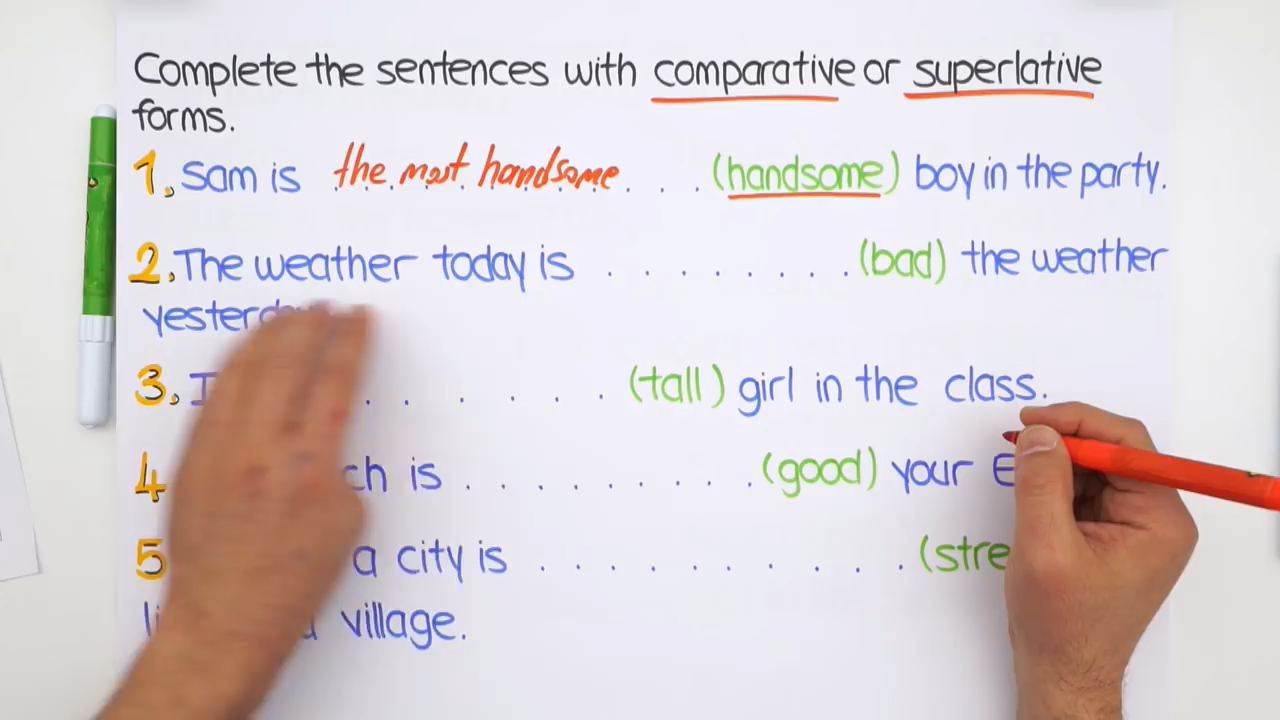 Complete the sentences with comparative or superlative
forms.
1. Sam is the most handsome . . . (handsome) boy in the party.
2. The weather today is . . . . . . . . (bad) the weather
3. . . . . . (tall) girl in the class.
4 is . . . . . . . . . . (good) your
5 a city is . . . . . . . . . . .
village.